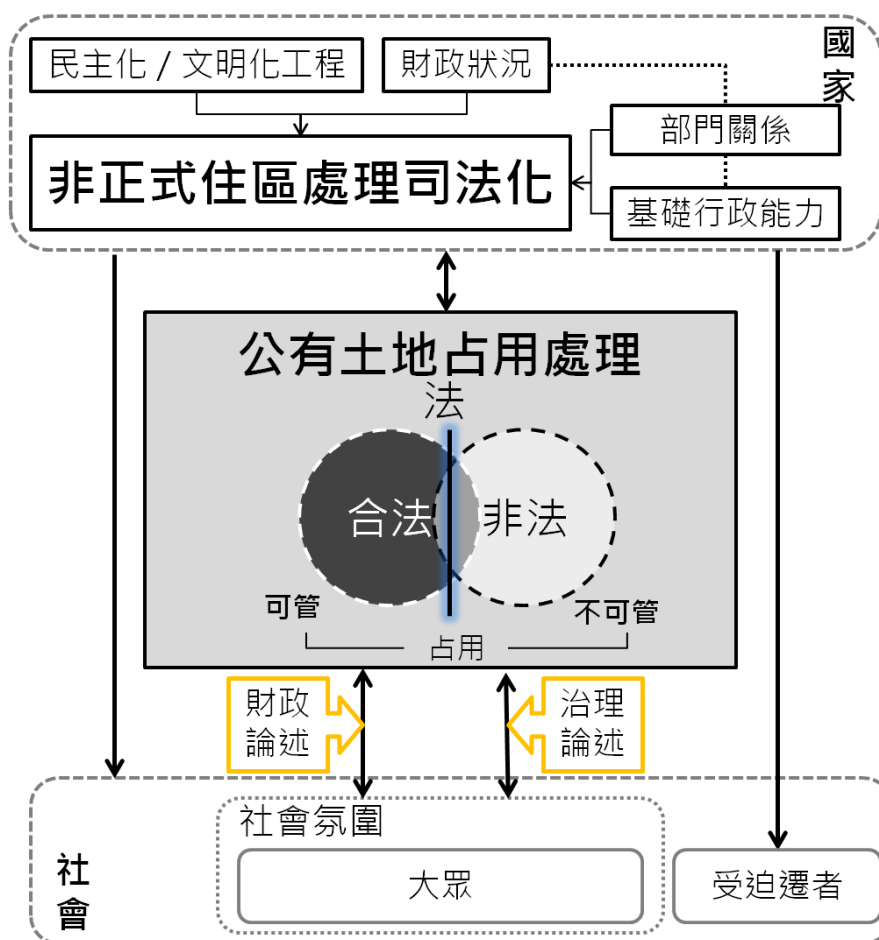 國家
民主化 / 文明化工程
財政狀況
部門關係
非正式住區處理司法化
基礎行政能力
公有土地占用處理
法
合法
非法
可管
不可管
占用
財政
論述
治理
論述
社會氛圍
大眾
受迫遷者
社會